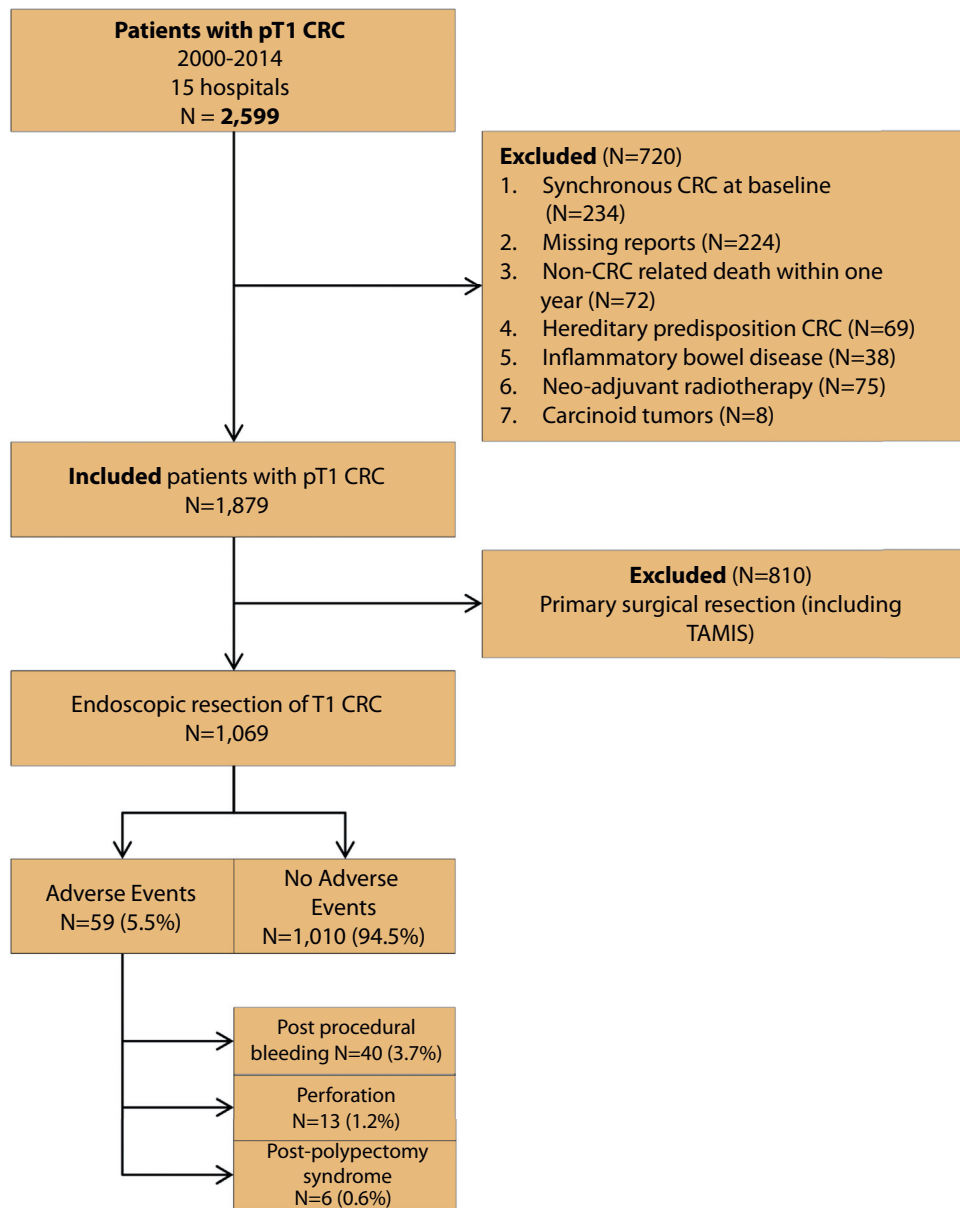 Patients with pT1 CRC
2000-2014
15 hospitals
N = 2,599
Excluded (N=720)
1. Synchronous CRC at baseline
(N=234)
2. Missing reports (N=224)
3. Non-CRC related death within one
year (N=72)
4. Hereditary predisposition CRC (N=69)
5. Inflammatory bowel disease (N=38)
6. Neo-adjuvant radiotherapy (N=75)
7. Carcinoid tumors (N=8)
Included patients with pT1 CRC
N=1,879
Excluded (N=810)
Primary surgical resection (including
TAMIS)
Endoscopic resection of T1 CRC
N=1,069
Adverse Events
N=59 (5.5%)
No Adverse
Events
N=1,010 (94.5%)
Post procedural
bleeding N=40 (3.7%)
Perforation
N=13 (1.2%)
Post-polypectomy
syndrome
N=6 (0.6%)